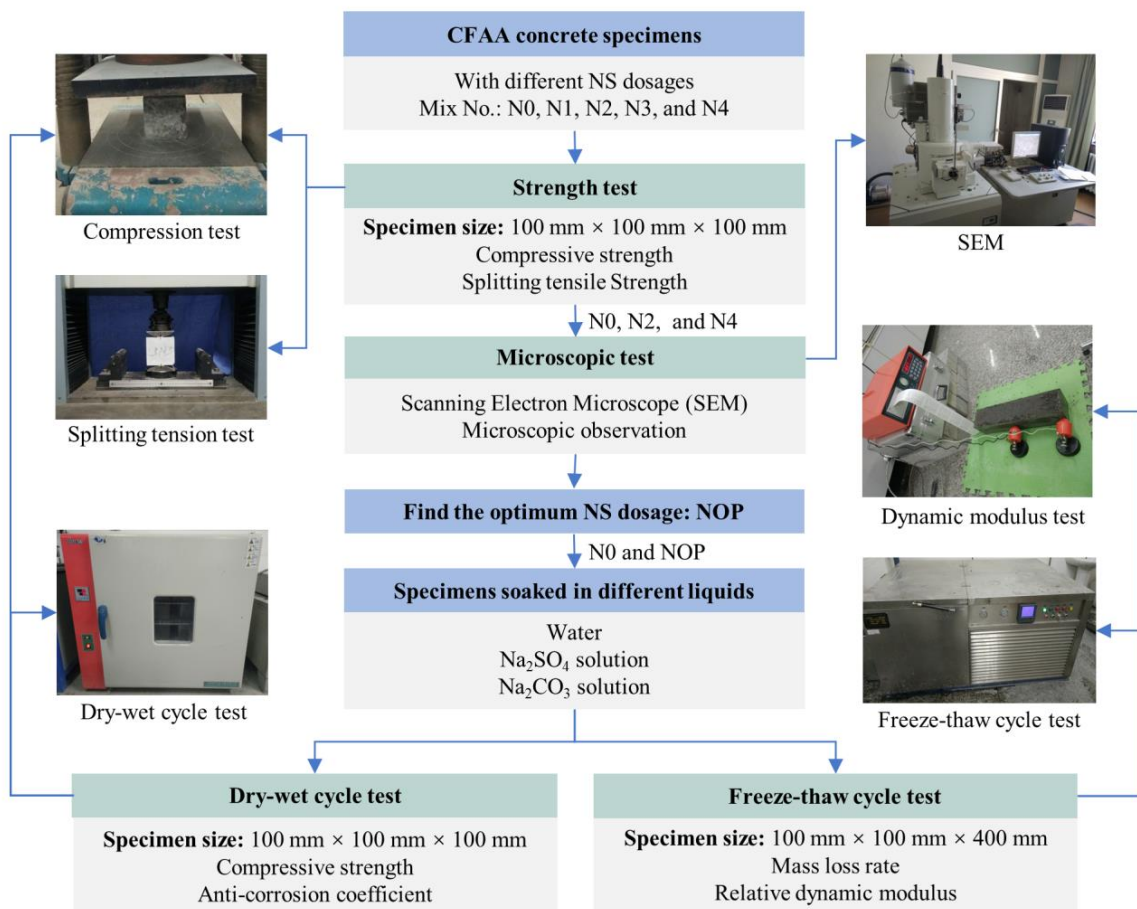 CFAA concrete specimens
With different NS dosages
Mix No.: N0, N1, N2, N3, and N4
Compression test
Strength test
Specimen size: 100 mm × 100 mm × 100 mm
Compressive strength
Splitting tensile Strength
SEM
N0, N2, and N4
Splitting tension test
Microscopic test
Scanning Electron Microscope (SEM)
Microscopic observation
Dynamic modulus test
Find the optimum NS dosage: NOP
N0 and NOP
Specimens soaked in different liquids
Water
Na₂SO₄ solution
Na₂CO₃ solution
Dry-wet cycle test
Freeze-thaw cycle test
Dry-wet cycle test
Specimen size: 100 mm × 100 mm × 100 mm
Compressive strength
Anti-corrosion coefficient
Freeze-thaw cycle test
Specimen size: 100 mm × 100 mm × 400 mm
Mass loss rate
Relative dynamic modulus